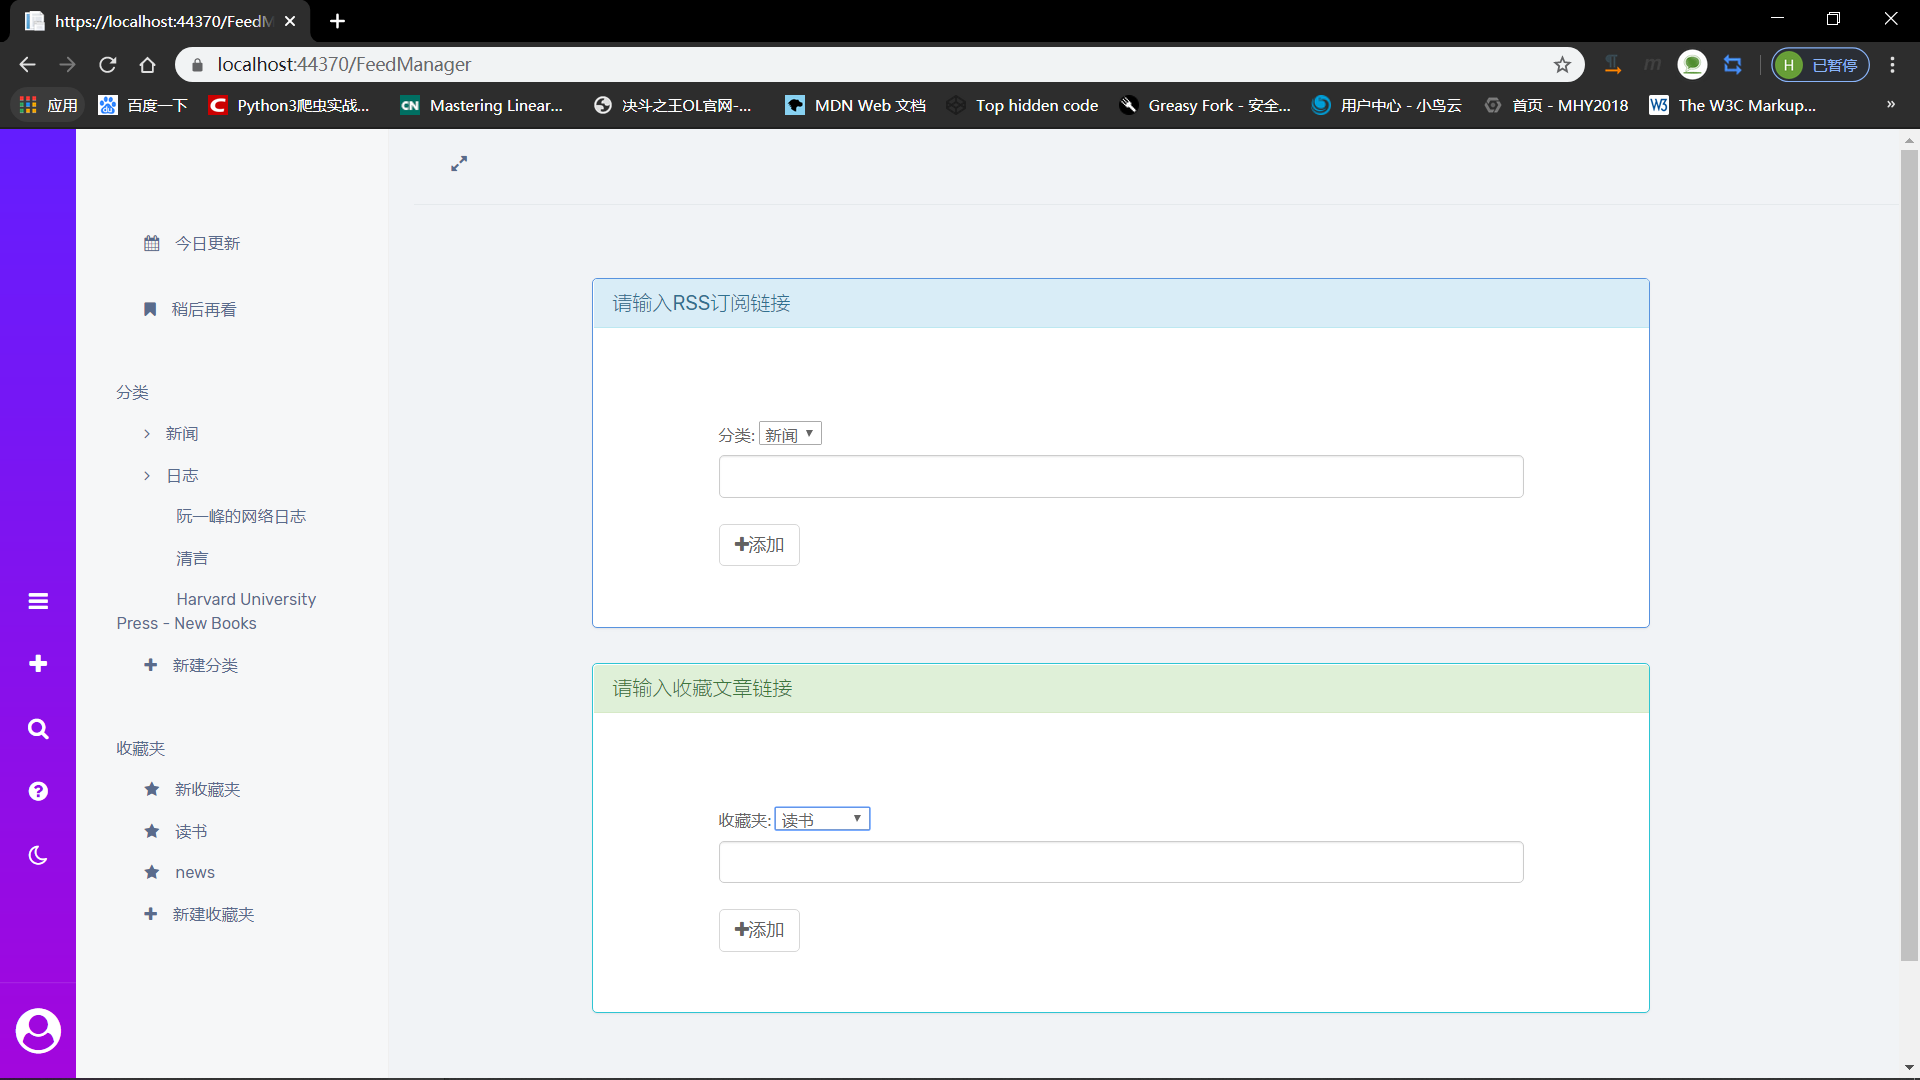 https://localhost:44370/FeedM
localhost:44370/FeedManager
H 已暂停
应用 百度一下 Python3爬虫实战... CN Mastering Linear... 决斗之王OL官网-... MDN Web 文档 Top hidden code Greasy Fork - 安全... 用户中心 - 小鸟云 首页 - MHY2018 W3 The W3C Markup... »
今日更新
稍后再看
分类
新闻
日志
阮一峰的网络日志
清言
Harvard University
Press - New Books
新建分类
收藏夹
新收藏夹
读书
news
新建收藏夹
请输入RSS订阅链接
分类: 新闻
添加
请输入收藏文章链接
收藏夹: 读书
添加